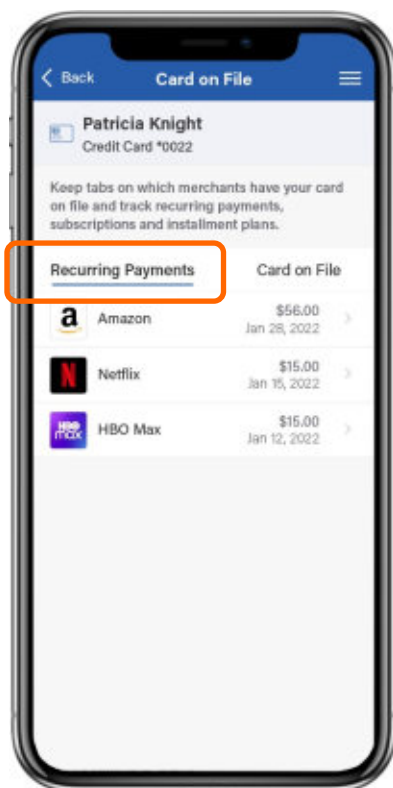 Back Card on File
Patricia Knight
Credit Card *0022
Keep tabs on which merchants have your card
on file and track recurring payments,
subscriptions and installment plans.
Recurring Payments Card on File
a Amazon $56.00
Jan 28, 2022
N Netflix $15.00
Jan 15, 2022
HBO max HBO Max $15.00
Jan 12, 2022